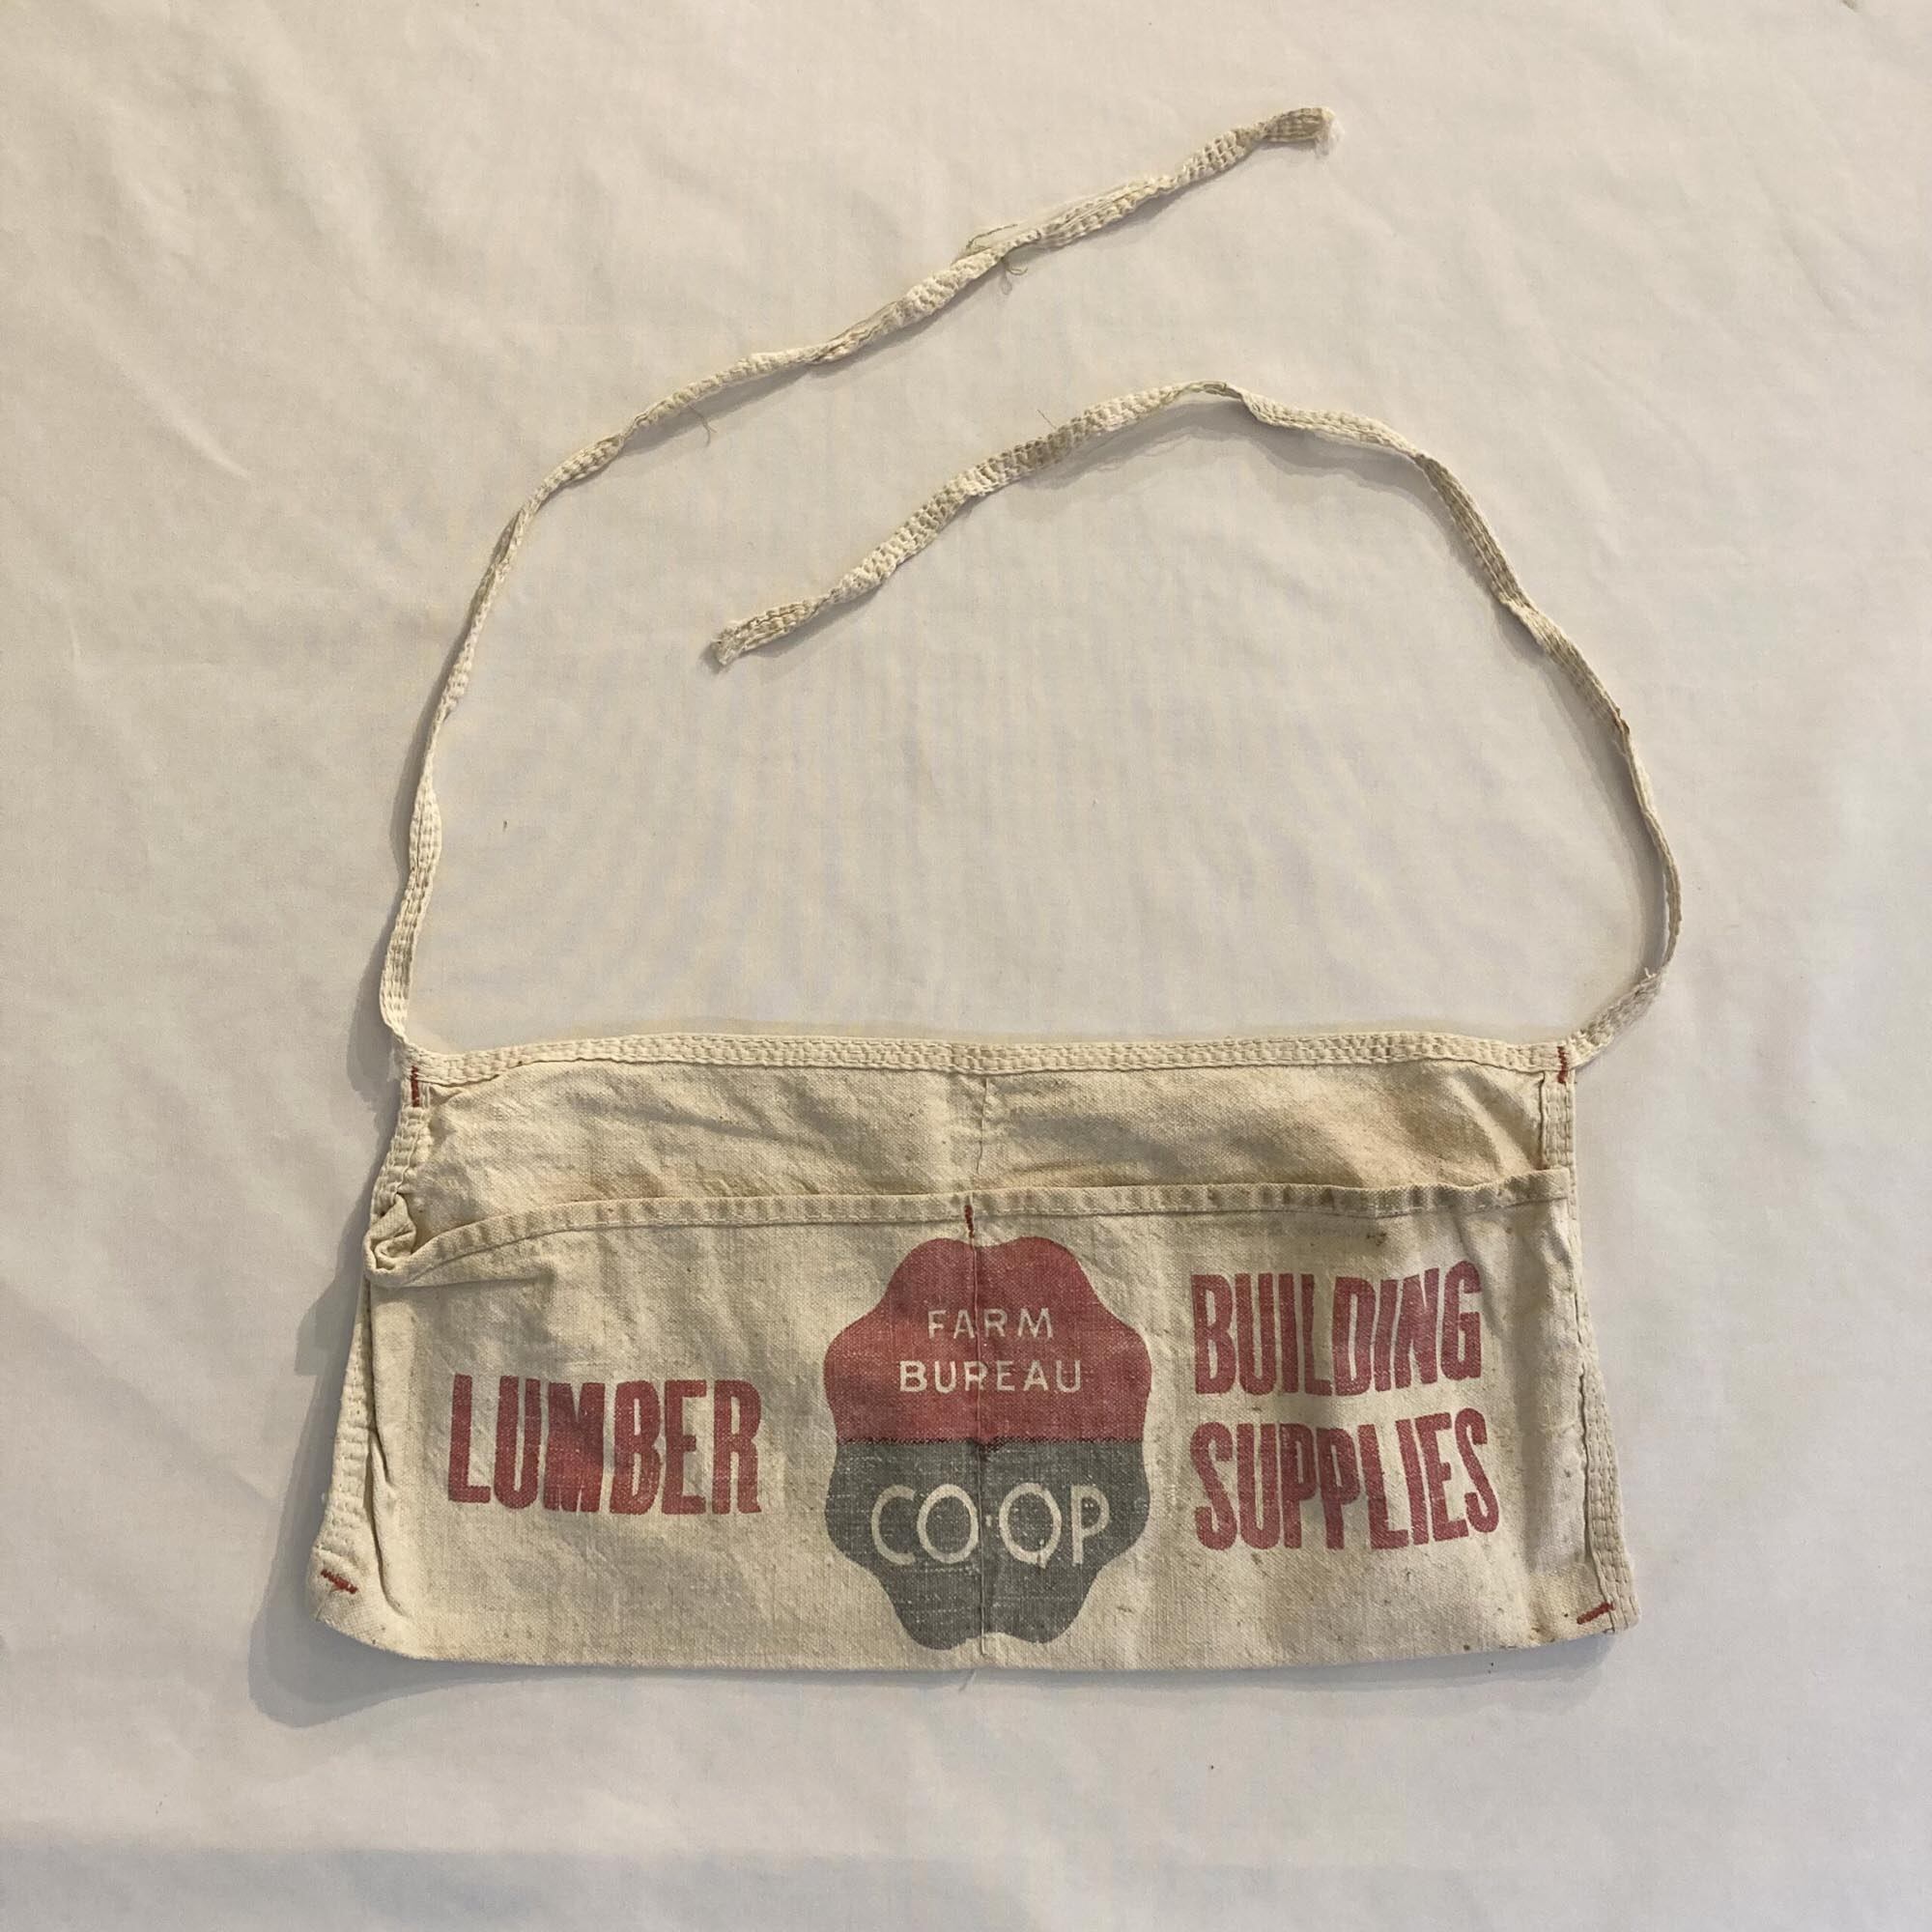 LUMBER
FARM
BUREAU
CO·OP
BUILDING
SUPPLIES